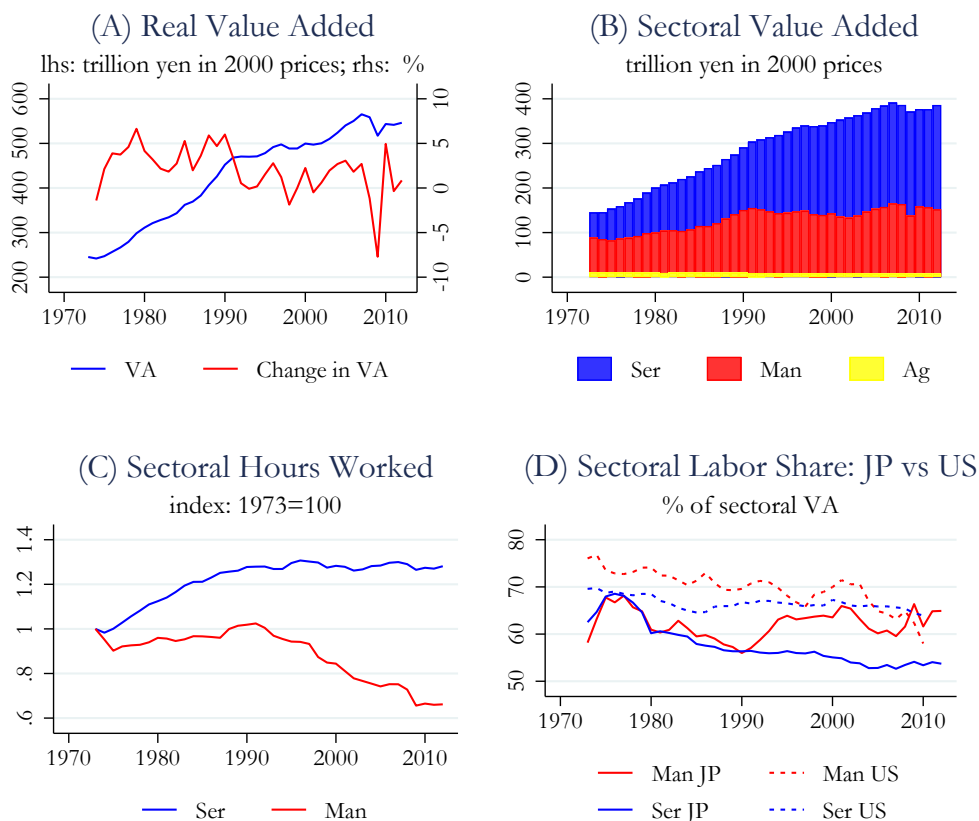 (A) Real Value Added
lhs: trillion yen in 2000 prices; rhs: %
600
500
400
300
200
10
5
0
-5
-10
1970 1980 1990 2000 2010
VA Change in VA
(B) Sectoral Value Added
trillion yen in 2000 prices
400
300
200
100
0
1970 1980 1990 2000 2010
Ser Man Ag
(C) Sectoral Hours Worked
index: 1973=100
1.4
1.2
1
.8
.6
1970 1980 1990 2000 2010
Ser Man
(D) Sectoral Labor Share: JP vs US
% of sectoral VA
80
70
60
50
1970 1980 1990 2000 2010
Man JP Man US
Ser JP Ser US